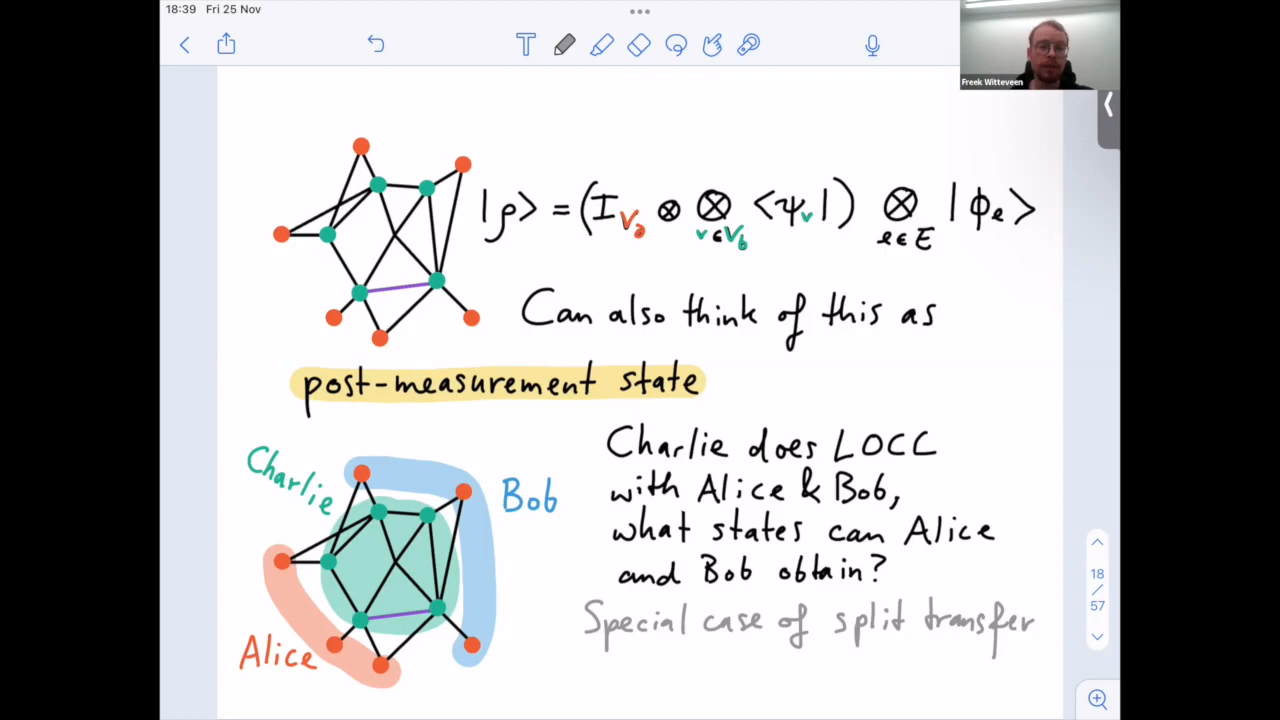 18:39 Fri 25 Nov
Freek Witteveen
|ρ> = (I_{V_∂} ⊗ ⊗_{v∈V_b} <ψ_v|) ⊗_{e∈E} |ϕ_e>
Can also think of this as
post-measurement state
Charlie
Bob
Alice
Charlie does LOCC
with Alice & Bob,
what states can Alice
and Bob obtain?
Special case of split transfer
18
/
57